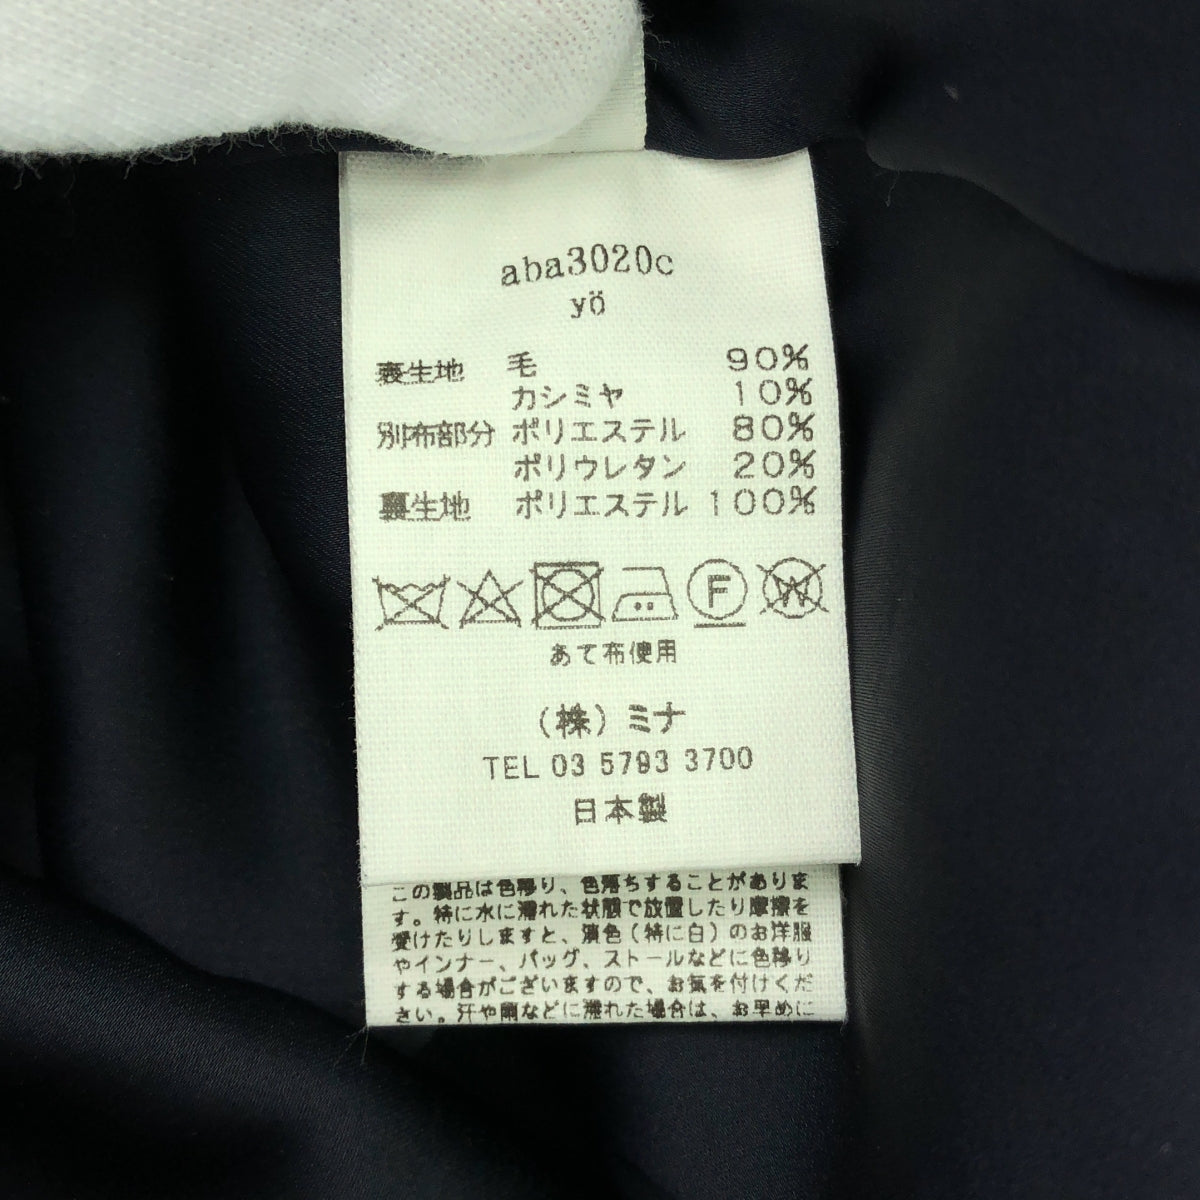 aba3020c
yö
表生地 毛 90%
カシミヤ 10%
別布部分 ポリエステル 80%
ポリウレタン 20%
裏生地 ポリエステル 100%
F W
あて布使用
(株)ミナ
TEL 03 5793 3700
日本製
この製品は色移り、色落ちすることがありま
す。特に水に濡れた状態で放置したり摩擦を
受けたりしますと、淡色(特に白)のお洋服
やインナー、バッグ、ストールなどに色移り
する場合がございますので、お気を付けくだ
さい。汗や雨などに濡れた場合は、お早めに